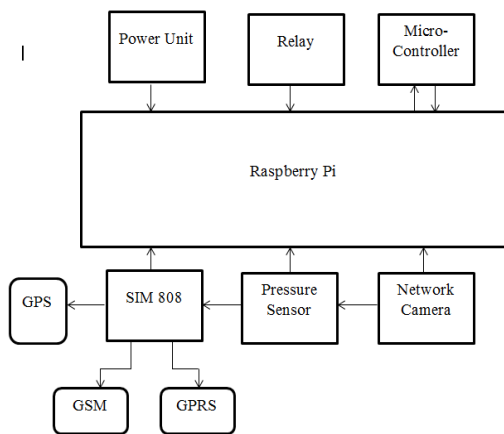 Power Unit
Relay
Micro-
Controller
Raspberry Pi
GPS
SIM 808
Pressure
Sensor
Network
Camera
GSM
GPRS